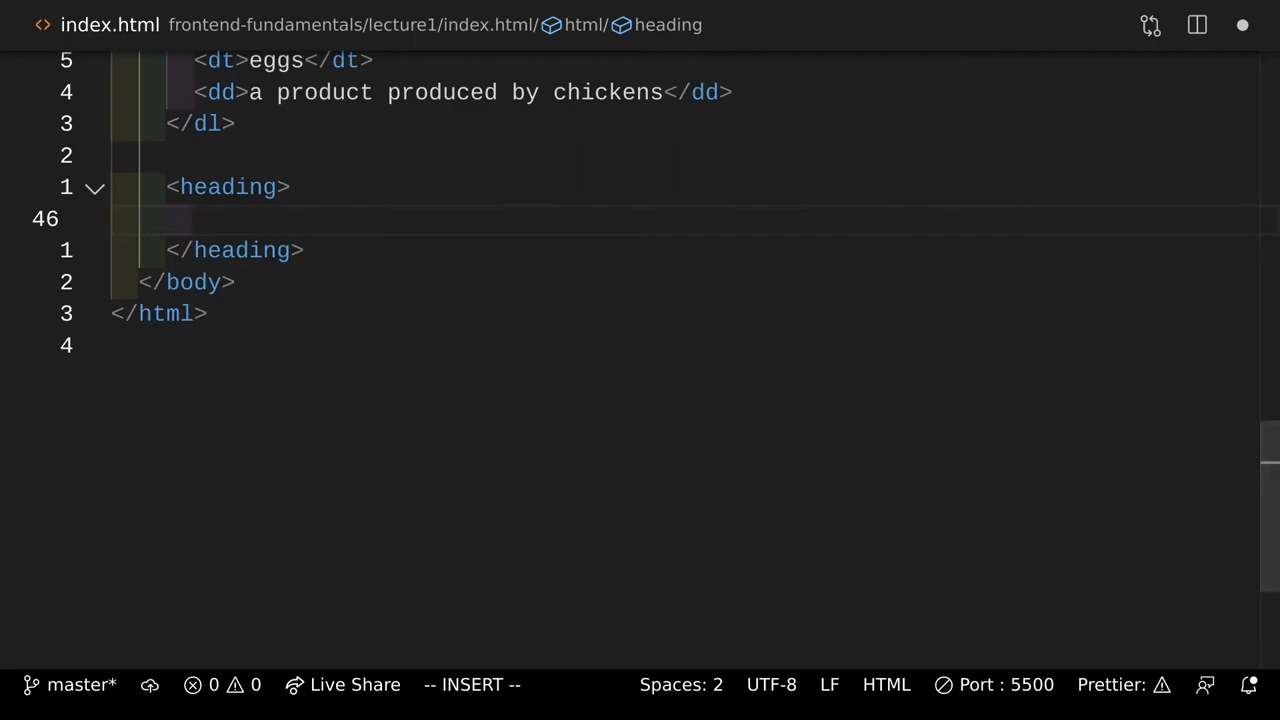 index.html frontend-fundamentals/lecture1/index.html/html/heading
5 <dt>eggs</dt>
4 <dd>a product produced by chickens</dd>
3 </dl>
2
1 <heading>
46
1 </heading>
2 </body>
3 </html>
4
master* 0 0 Live Share -- INSERT -- Spaces: 2 UTF-8 LF HTML Port : 5500 Prettier: